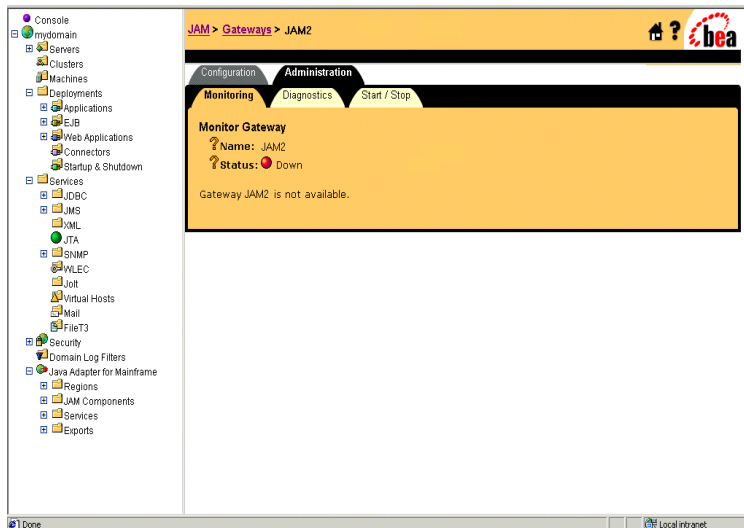 Console
mydomain
Servers
Clusters
Machines
Deployments
Applications
EJB
Web Applications
Connectors
Startup & Shutdown
Services
JDBC
JMS
XML
JTA
SNMP
WLEC
Jolt
Virtual Hosts
Mail
FileT3
Security
Domain Log Filters
Java Adapter for Mainframe
Regions
JAM Components
Services
Exports
JAM > Gateways > JAM2
? bea
Configuration Administration
Monitoring Diagnostics Start / Stop
Monitor Gateway
? Name: JAM2
? Status: Down
Gateway JAM2 is not available.
Done Local intranet